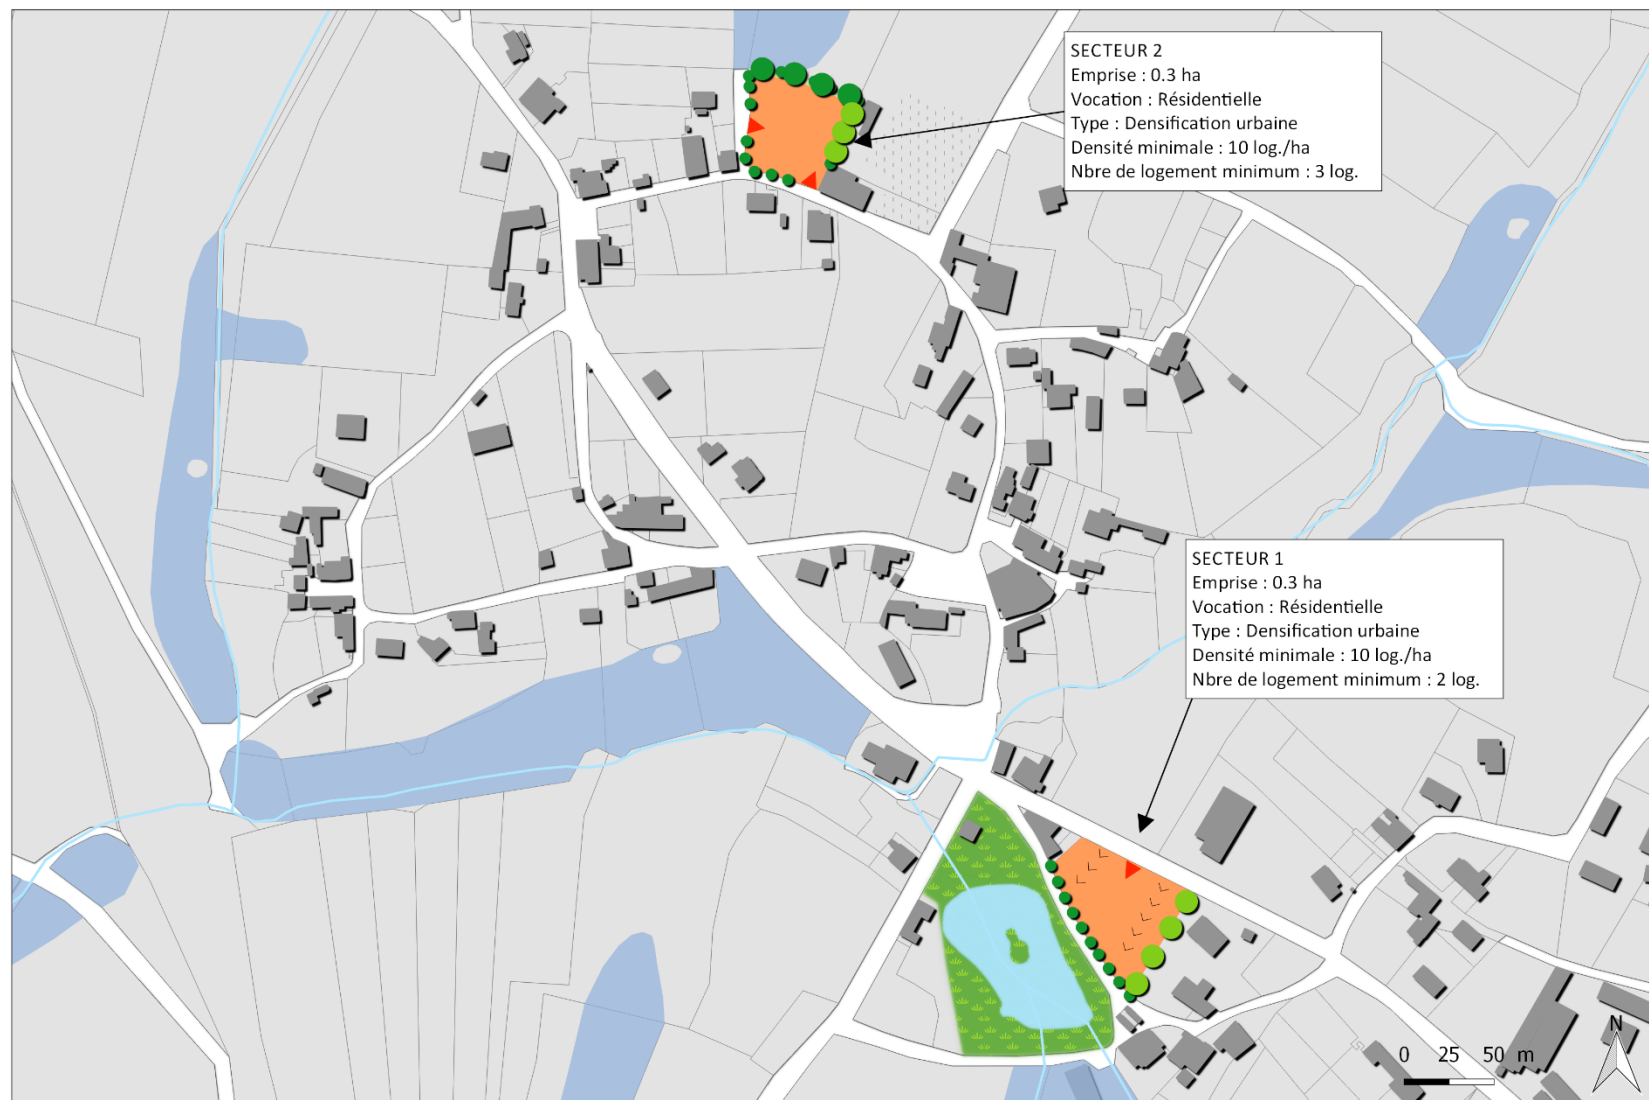 SECTEUR 2
Emprise : 0.3 ha
Vocation : Résidentielle
Type : Densification urbaine
Densité minimale : 10 log./ha
Nbre de logement minimum : 3 log.
SECTEUR 1
Emprise : 0.3 ha
Vocation : Résidentielle
Type : Densification urbaine
Densité minimale : 10 log./ha
Nbre de logement minimum : 2 log.
N
0 25 50 m